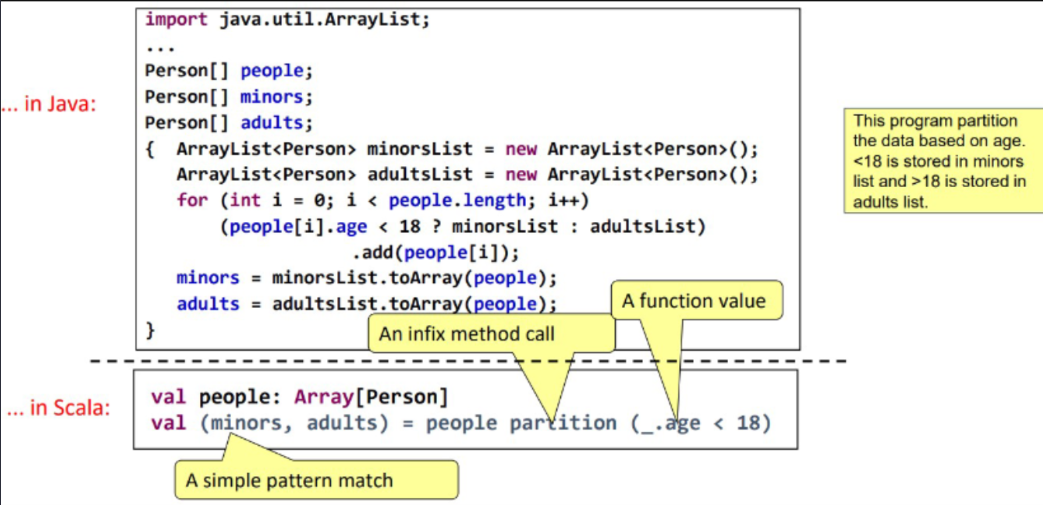 import java.util.ArrayList;
...
Person[] people;
... in Java:
Person[] minors;
Person[] adults;
{  ArrayList<Person> minorsList = new ArrayList<Person>();
ArrayList<Person> adultsList = new ArrayList<Person>();
for (int i = 0; i < people.length; i++)
(people[i].age < 18 ? minorsList : adultsList)
.add(people[i]);
minors = minorsList.toArray(people);
adults = adultsList.toArray(people);
}
This program partition
the data based on age.
<18 is stored in minors
list and >18 is stored in
adults list.
A function value
An infix method call
... in Scala:
val people: Array[Person]
val (minors, adults) = people partition (_.age < 18)
A simple pattern match